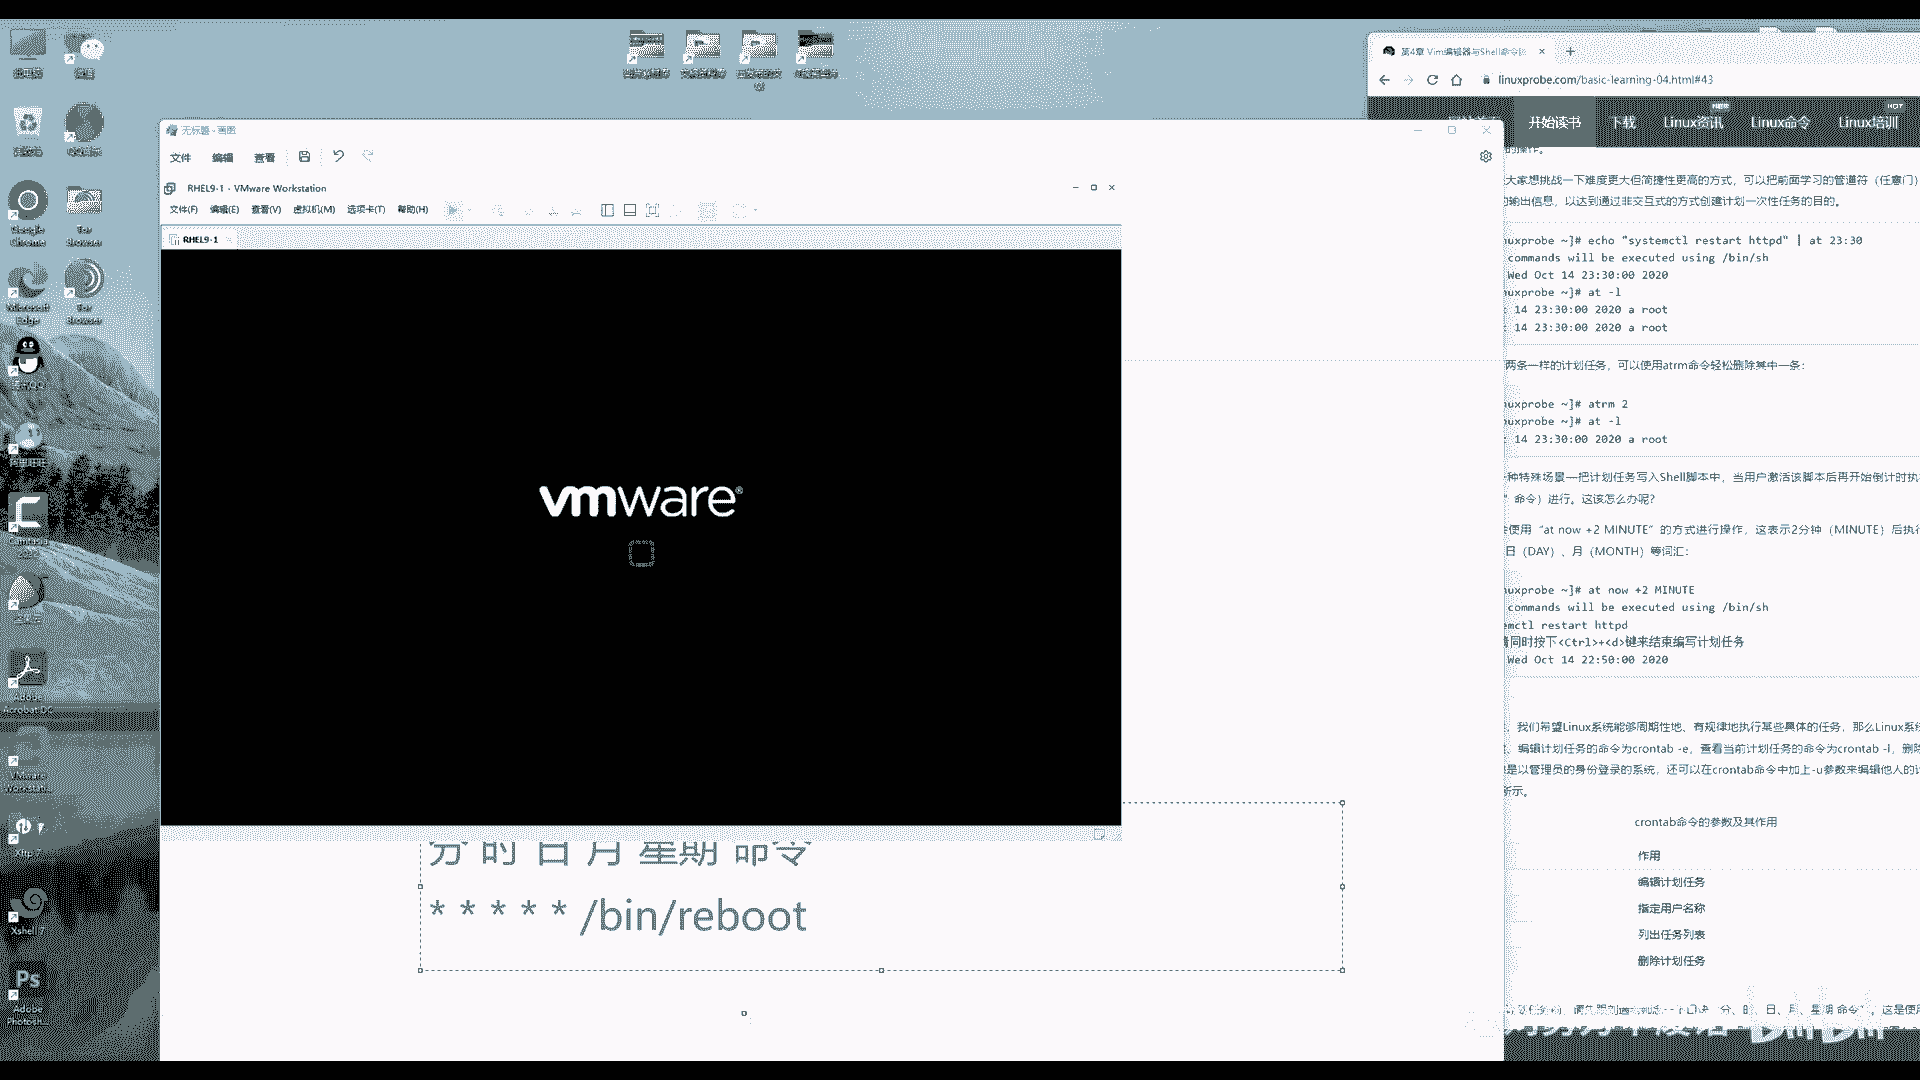 Google
Chrome
For
Browser
Microsoft
Edge
For
Browser
Adobe
Acrobat DC
VMware
Workstati...
Xftp 7
Xshell 7
Ps
Adobe
Photosh...
无标题 - 画图
文件 编辑 查看
RHEL9-1 - VMware Workstation
文件(F) 编辑(E) 查看(V) 虚拟机(M) 选项卡(T) 帮助(H)
RHEL9-1
vmware
分 时 日 月 星期 命令
* * * * * /bin/reboot
第4章 Vim编辑器与Shell命令
linuxprobe.com/basic-learning-04.html#43
NEW HOT
开始读书 下载 Linux资讯 Linux命令 Linux培训
的操作。
大家想挑战一下难度更大但简捷性更高的方式，可以把前面学习的管道符（任意门）
的输出信息，以达到通过非交互式的方式创建计划一次性任务的目的。
uxprobe ~]# echo "systemctl restart httpd" | at 23:30
commands will be executed using /bin/sh
Wed Oct 14 23:30:00 2020
uxprobe ~]# at -l
14 23:30:00 2020 a root
14 23:30:00 2020 a root
两条一样的计划任务，可以使用atrm命令轻松删除其中一条：
uxprobe ~]# atrm 2
uxprobe ~]# at -l
14 23:30:00 2020 a root
种特殊场景—把计划任务写入Shell脚本中，当用户激活该脚本后再开始倒计时执
”命令）进行。这该怎么办呢？
使用“at now +2 MINUTE”的方式进行操作，这表示2分钟（MINUTE）后执行
日（DAY）、月（MONTH）等词汇：
uxprobe ~]# at now +2 MINUTE
commands will be executed using /bin/sh
emctl restart httpd
同时按下<Ctrl>+<d>键来结束编写计划任务
Wed Oct 14 22:50:00 2020
，我们希望Linux系统能够周期性地、有规律地执行某些具体的任务，那么Linux系
、编辑计划任务的命令为crontab -e，查看当前计划任务的命令为crontab -l，删
是以管理员的身份登录的系统，还可以在crontab命令中加上-u参数来编辑他人的
所示。
crontab命令的参数及其作用
作用
编辑计划任务
指定用户名称
列出任务列表
删除计划任务
分、时、日、月、星期 命令”。这是使